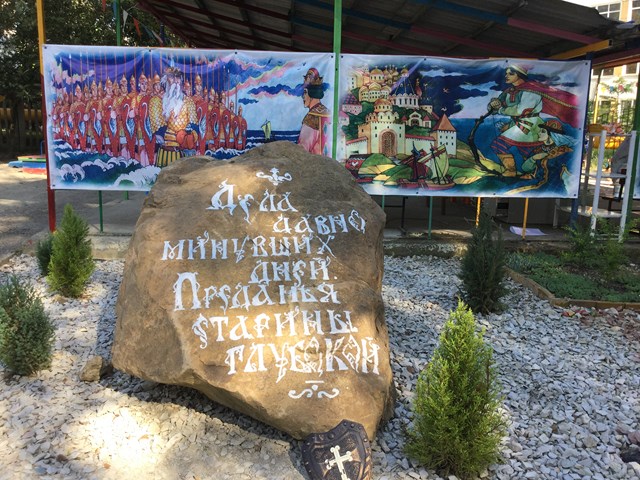 Дела
давно
минувших
дней.
Преданья
старины
глубокой